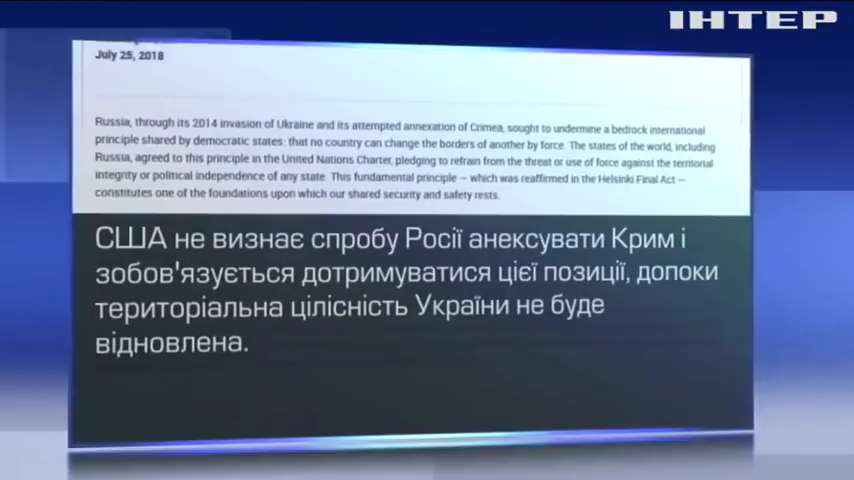 ІНТЕР
July 25, 2018
Russia, through its 2014 invasion of Ukraine and its attempted annexation of Crimea, sought to undermine a bedrock international
principle shared by democratic states: that no country can change the borders of another by force. The states of the world, including
Russia, agreed to this principle in the United Nations Charter, pledging to refrain from the threat or use of force against the territorial
integrity or political independence of any state. This fundamental principle — which was reaffirmed in the Helsinki Final Act —
constitutes one of the foundations upon which our shared security and safety rests.
США не визнає спробу Росії анексувати Крим і
зобов'язується дотримуватися цієї позиції, допоки
територіальна цілісність України не буде
відновлена.